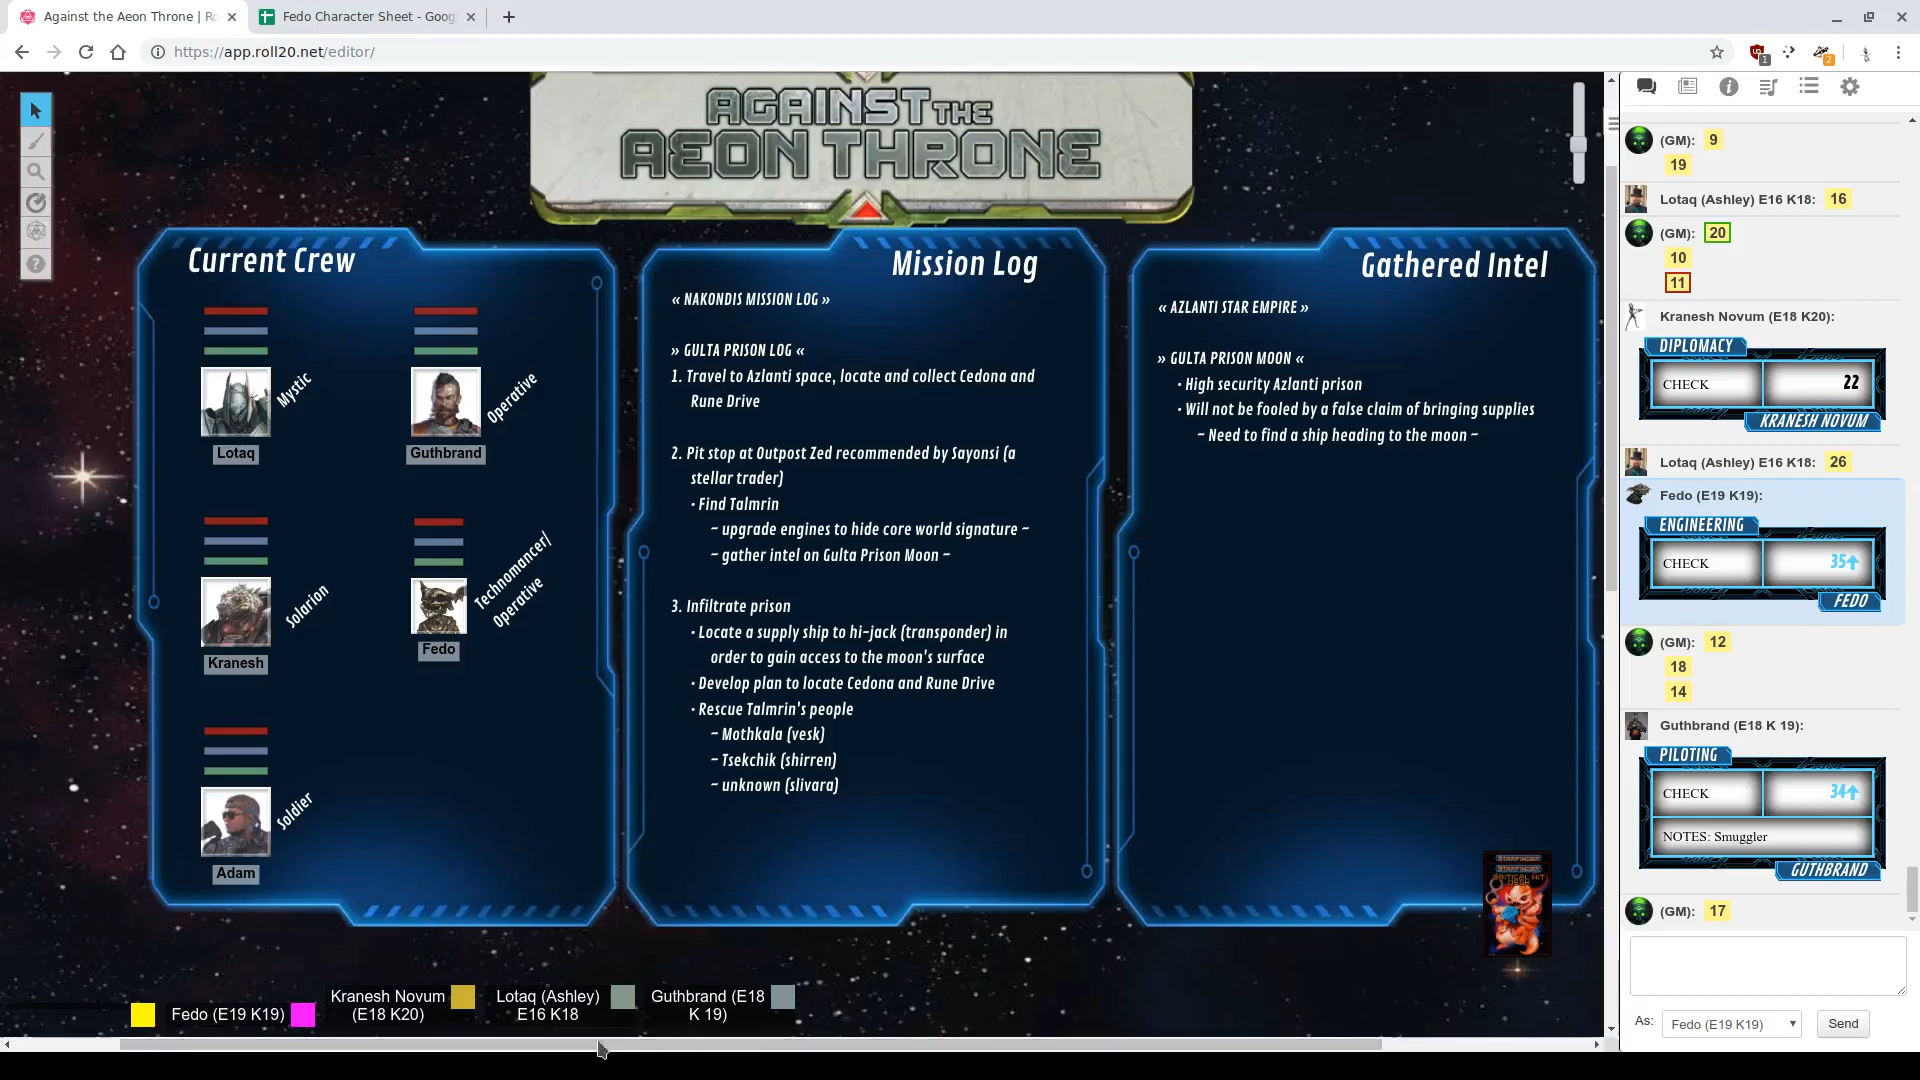 Against the Aeon Throne | Ro
Fedo Character Sheet - Goog
https://app.roll20.net/editor/
1
2
AGAINST THE
AEON THRONE
Current Crew
Mystic
Lotaq
Operative
Guthbrand
Solarion
Kranesh
Technomancer/
Operative
Fedo
Soldier
Adam
Mission Log
« NAKONDIS MISSION LOG »
» GULTA PRISON LOG «
1. Travel to Azlanti space, locate and collect Cedona and
Rune Drive
2. Pit stop at Outpost Zed recommended by Sayonsi (a
stellar trader)
· Find Talmrin
~ upgrade engines to hide core world signature ~
~ gather intel on Gulta Prison Moon ~
3. Infiltrate prison
· Locate a supply ship to hi-jack (transponder) in
order to gain access to the moon's surface
· Develop plan to locate Cedona and Rune Drive
· Rescue Talmrin's people
~ Mothkala (vesk)
~ Tsekchik (shirren)
~ unknown (slivara)
Gathered Intel
« AZLANTI STAR EMPIRE »
» GULTA PRISON MOON «
· High security Azlanti prison
· Will not be fooled by a false claim of bringing supplies
~ Need to find a ship heading to the moon ~
STARFINDER
STARFINDER
CRITICAL HIT
DECK
Fedo (E19 K19)
Kranesh Novum
(E18 K20)
Lotaq (Ashley)
E16 K18
Guthbrand (E18
K 19)
(GM): 9
19
Lotaq (Ashley) E16 K18: 16
(GM): 20
10
11
Kranesh Novum (E18 K20):
DIPLOMACY
CHECK 22
KRANESH NOVUM
Lotaq (Ashley) E16 K18: 26
Fedo (E19 K19):
ENGINEERING
CHECK 35
FEDO
(GM): 12
18
14
Guthbrand (E18 K 19):
PILOTING
CHECK 34
NOTES: Smuggler
GUTHBRAND
(GM): 17
As: Fedo (E19 K19) Send